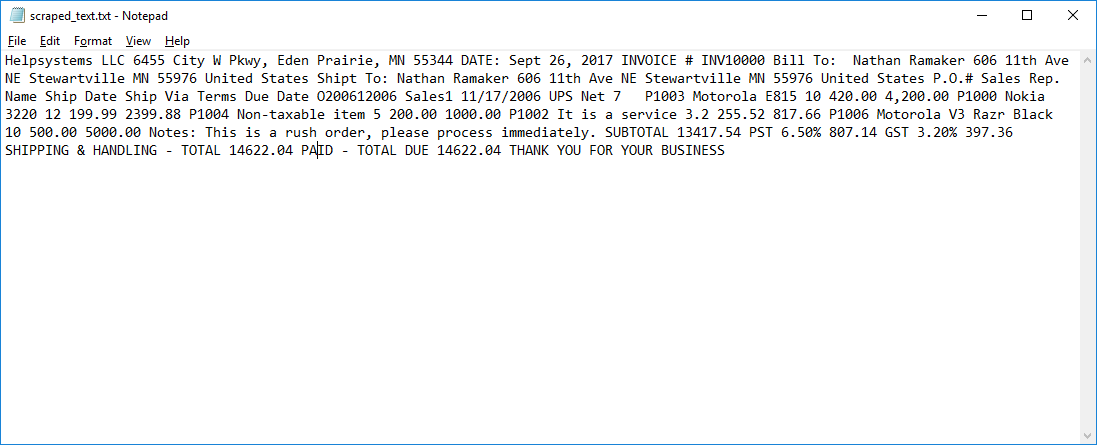 scraped_text.txt - Notepad
File Edit Format View Help
Helpsystems LLC 6455 City W Pkwy, Eden Prairie, MN 55344 DATE: Sept 26, 2017 INVOICE # INV10000 Bill To:  Nathan Ramaker 606 11th Ave
NE Stewartville MN 55976 United States Shipt To: Nathan Ramaker 606 11th Ave NE Stewartville MN 55976 United States P.O.# Sales Rep.
Name Ship Date Ship Via Terms Due Date O200612006 Sales1 11/17/2006 UPS Net 7   P1003 Motorola E815 10 420.00 4,200.00 P1000 Nokia
3220 12 199.99 2399.88 P1004 Non-taxable item 5 200.00 1000.00 P1002 It is a service 3.2 255.52 817.66 P1006 Motorola V3 Razr Black
10 500.00 5000.00 Notes: This is a rush order, please process immediately. SUBTOTAL 13417.54 PST 6.50% 807.14 GST 3.20% 397.36
SHIPPING & HANDLING - TOTAL 14622.04 PAID - TOTAL DUE 14622.04 THANK YOU FOR YOUR BUSINESS